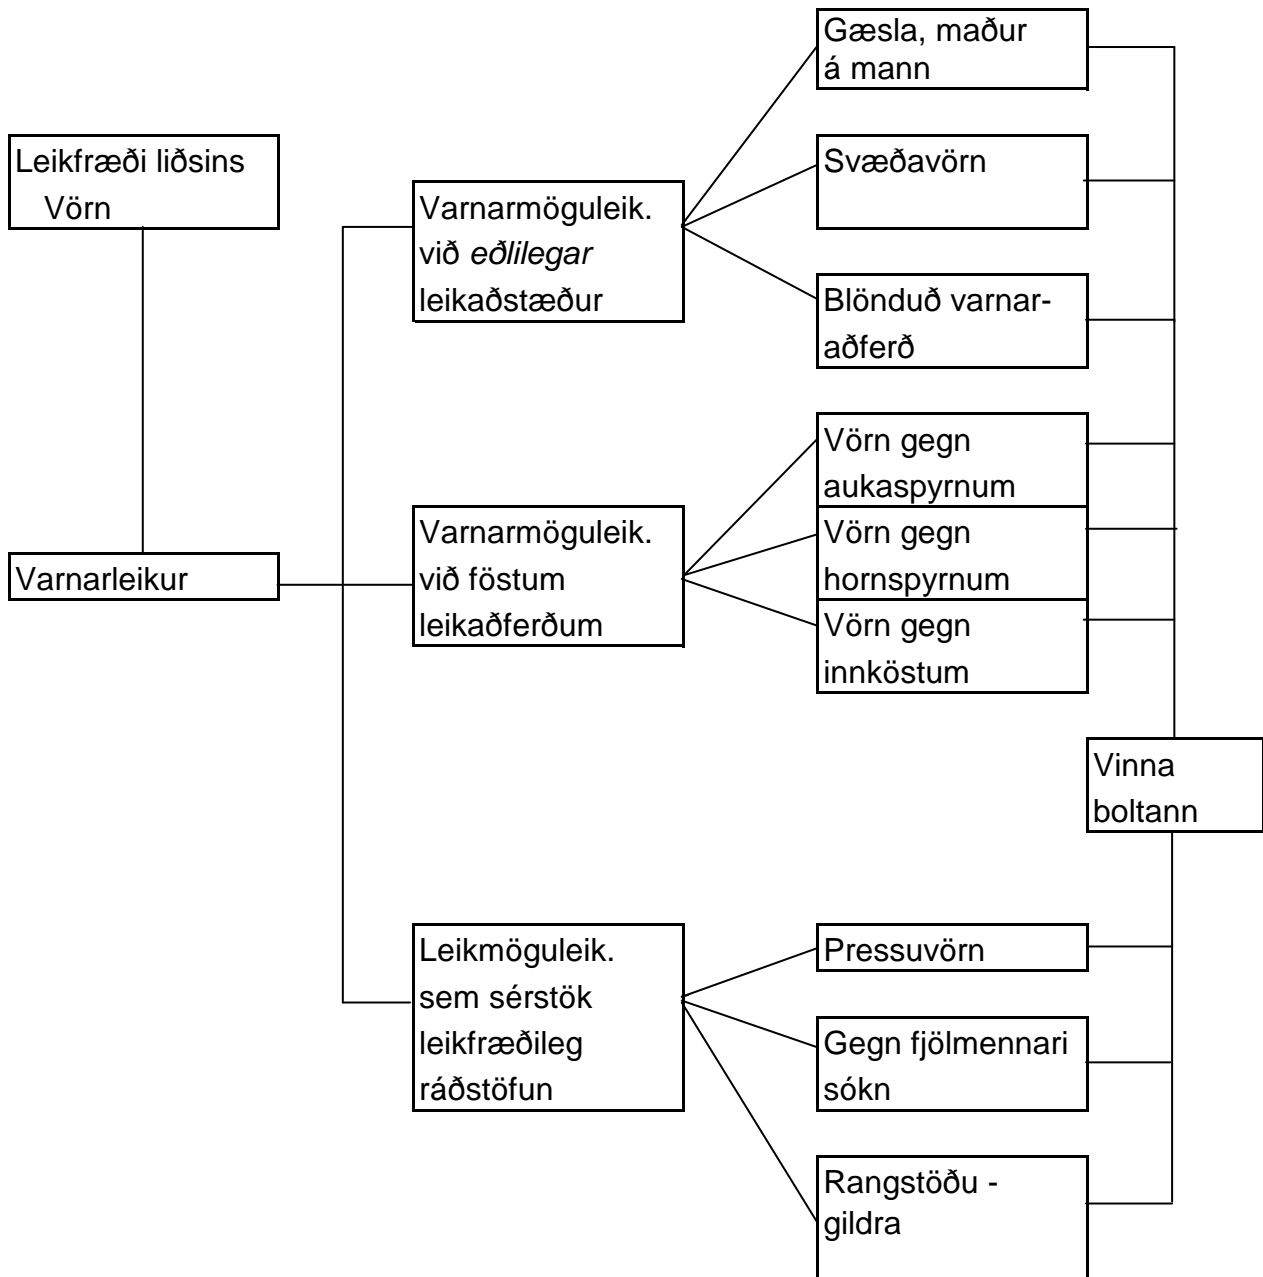 Leikfræði liðsins
Vörn
Varnarleikur
Varnarmöguleik.
við eðlilegar
leikaðstæður
Gæsla, maður
á mann
Svæðavörn
Blönduð varnar-
aðferð
Varnarmöguleik.
við föstum
leikaðferðum
Vörn gegn
aukaspyrnum
Vörn gegn
hornspyrnum
Vörn gegn
innköstum
Leikmöguleik.
sem sérstök
leikfræðileg
ráðstöfun
Pressuvörn
Gegn fjölmennari
sókn
Rangstöðu -
gildra
Vinna
boltann